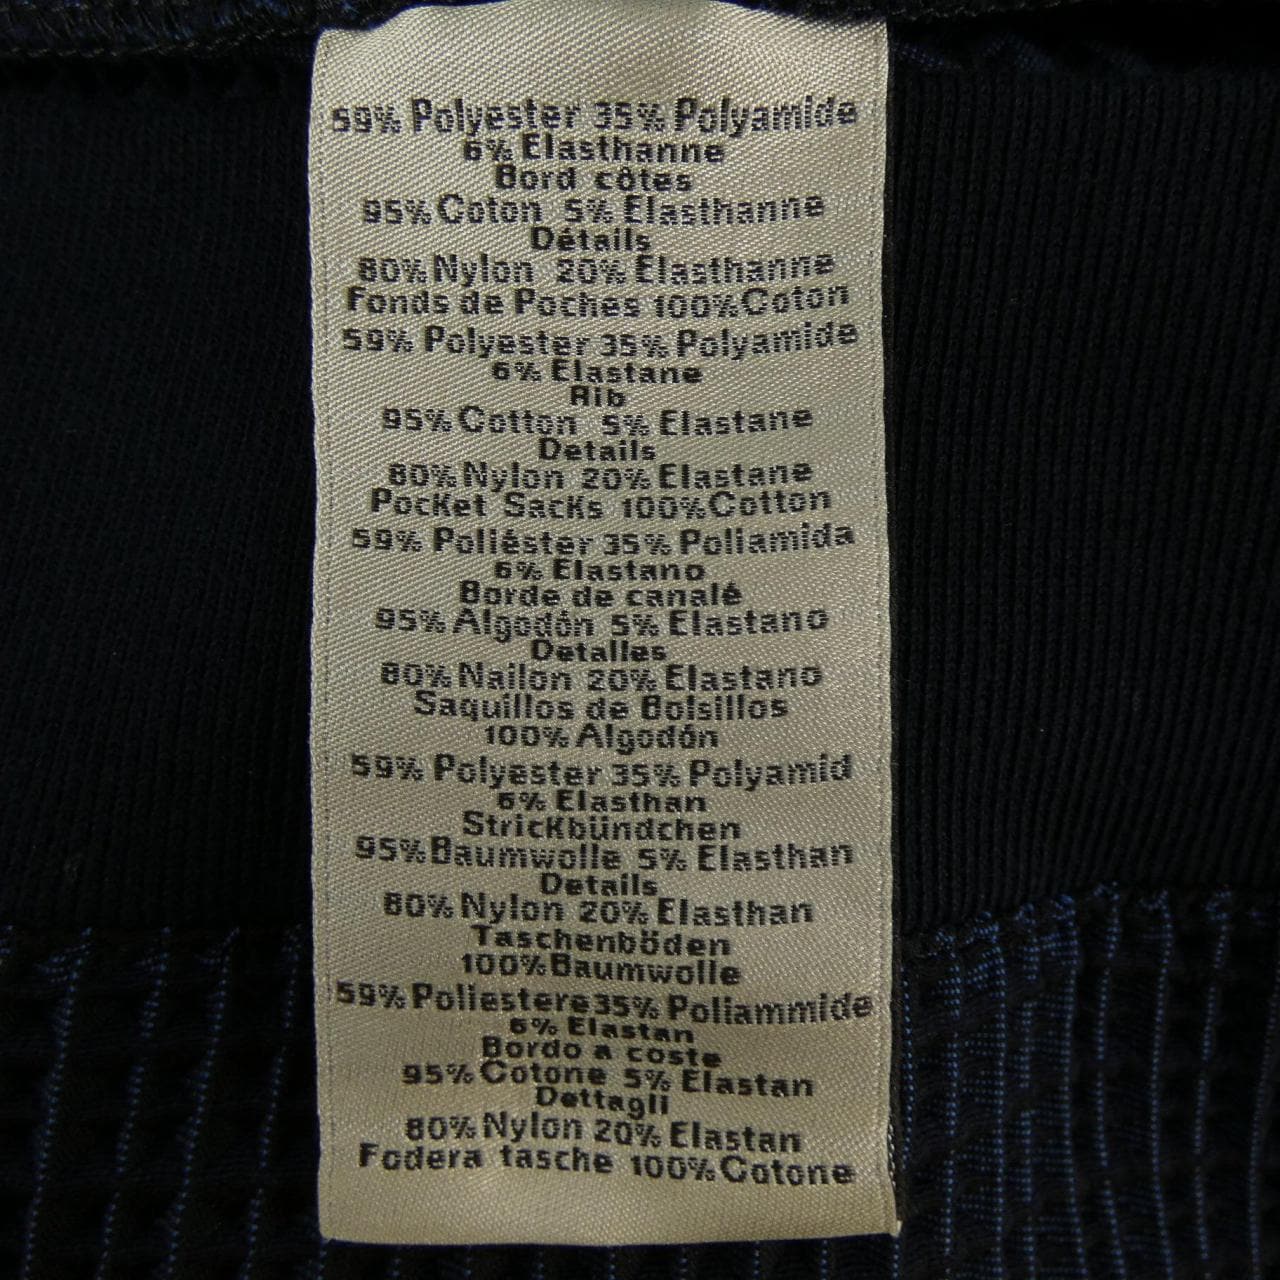 59% Polyester 35% Polyamide
6% Elasthanne
Bord côtes
95% Coton 5% Elasthanne
Détails
80% Nylon 20% Elasthanne
Fonds de Poches 100% Coton
59% Polyester 35% Polyamide
6% Elastane
Rib
95% Cotton 5% Elastane
Details
80% Nylon 20% Elastane
Pocket Sacks 100% Cotton
59% Poliéster 35% Poliamida
6% Elastano
Borde de canalé
95% Algodón 5% Elastano
Detalles
80% Nailon 20% Elastano
Saquillos de Bolsillos
100% Algodón
59% Polyester 35% Polyamid
6% Elasthan
Strickbündchen
95% Baumwolle 5% Elasthan
Details
80% Nylon 20% Elasthan
Taschenböden
100% Baumwolle
59% Poliestere 35% Poliammide
6% Elastan
Bordo a coste
95% Cotone 5% Elastan
Dettagli
80% Nylon 20% Elastan
Fodera tasche 100% Cotone